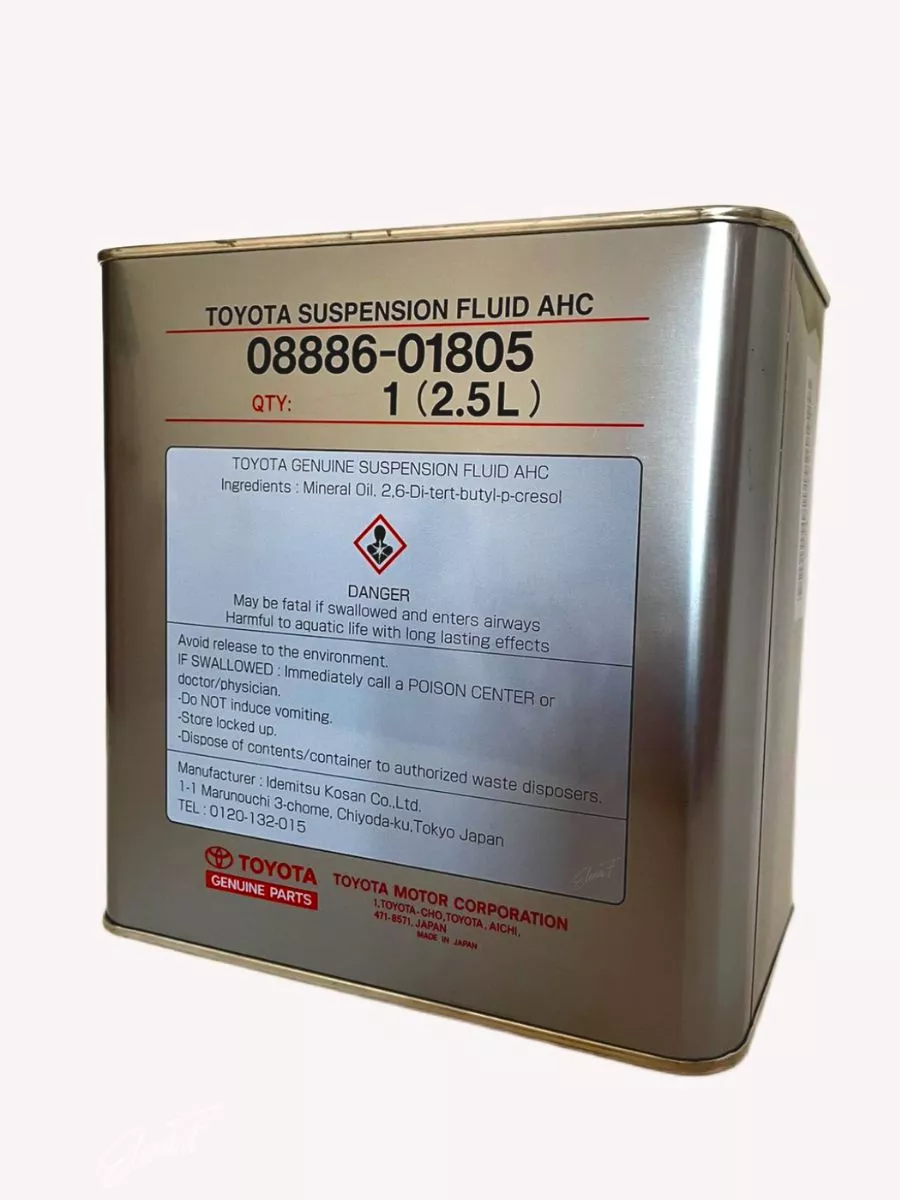 TOYOTA SUSPENSION FLUID AHC
08886-01805
QTY: 1 (2.5L)
TOYOTA GENUINE SUSPENSION FLUID AHC
Ingredients : Mineral Oil, 2,6-Di-tert-butyl-p-cresol
DANGER
May be fatal if swallowed and enters airways
Harmful to aquatic life with long lasting effects
Avoid release to the environment.
IF SWALLOWED : Immediately call a POISON CENTER or
doctor/physician.
-Do NOT induce vomiting.
-Store locked up.
-Dispose of contents/container to authorized waste disposers.
Manufacturer : Idemitsu Kosan Co.,Ltd.
1-1 Marunouchi 3-chome, Chiyoda-ku,Tokyo Japan
TEL : 0120-132-015
TOYOTA
GENUINE PARTS
TOYOTA MOTOR CORPORATION
1,TOYOTA-CHO,TOYOTA, AICHI,
471-8571, JAPAN
MADE IN JAPAN